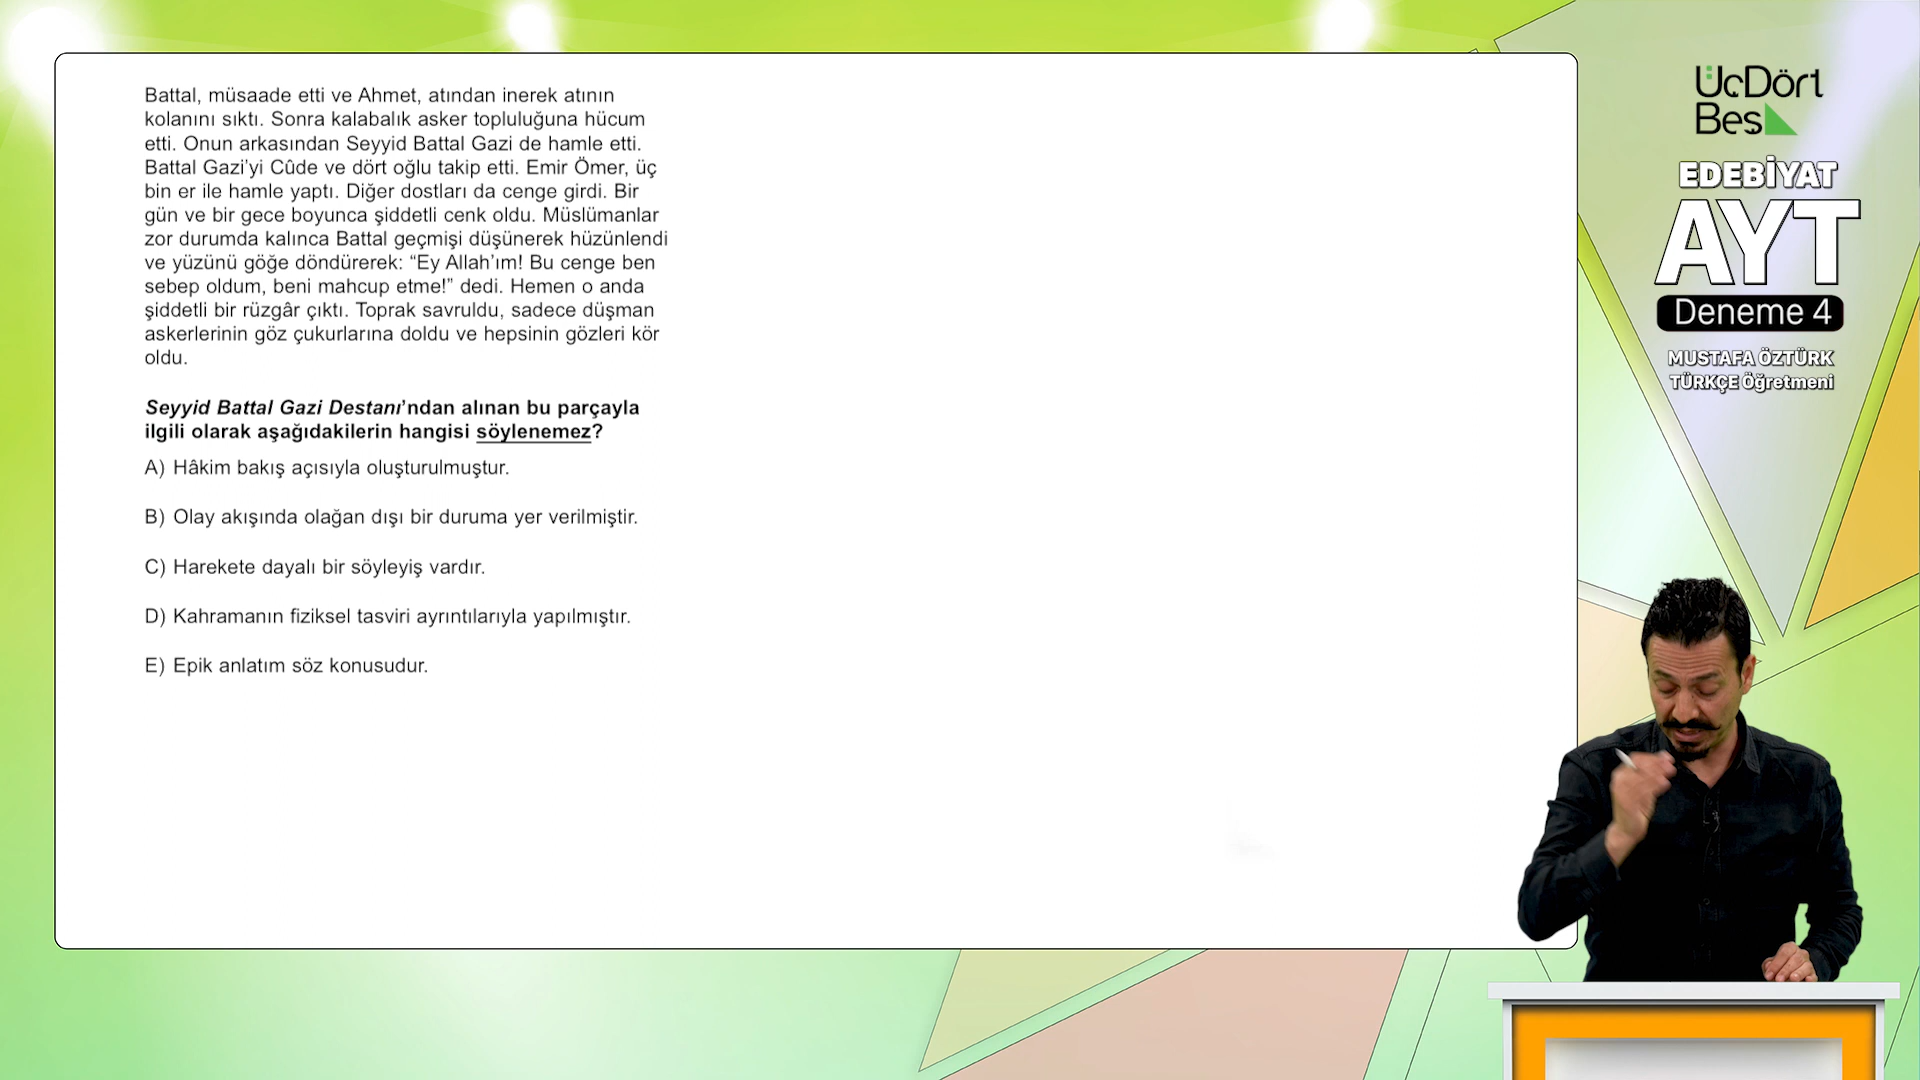 Battal, müsaade etti ve Ahmet, atından inerek atının
kolanını sıktı. Sonra kalabalık asker topluluğuna hücum
etti. Onun arkasından Seyyid Battal Gazi de hamle etti.
Battal Gazi’yi Cûde ve dört oğlu takip etti. Emir Ömer, üç
bin er ile hamle yaptı. Diğer dostları da cenge girdi. Bir
gün ve bir gece boyunca şiddetli cenk oldu. Müslümanlar
zor durumda kalınca Battal geçmişi düşünerek hüzünlendi
ve yüzünü göğe döndürerek: “Ey Allah’ım! Bu cenge ben
sebep oldum, beni mahcup etme!” dedi. Hemen o anda
şiddetli bir rüzgâr çıktı. Toprak savruldu, sadece düşman
askerlerinin göz çukurlarına doldu ve hepsinin gözleri kör
oldu.
Seyyid Battal Gazi Destanı’ndan alınan bu parçayla
ilgili olarak aşağıdakilerin hangisi söylenemez?
A) Hâkim bakış açısıyla oluşturulmuştur.
B) Olay akışında olağan dışı bir duruma yer verilmiştir.
C) Harekete dayalı bir söyleyiş vardır.
D) Kahramanın fiziksel tasviri ayrıntılarıyla yapılmıştır.
E) Epik anlatım söz konusudur.
ÜçDört
Beş
EDEBİYAT
AYT
Deneme 4
MUSTAFA ÖZTÜRK
TÜRKÇE Öğretmeni